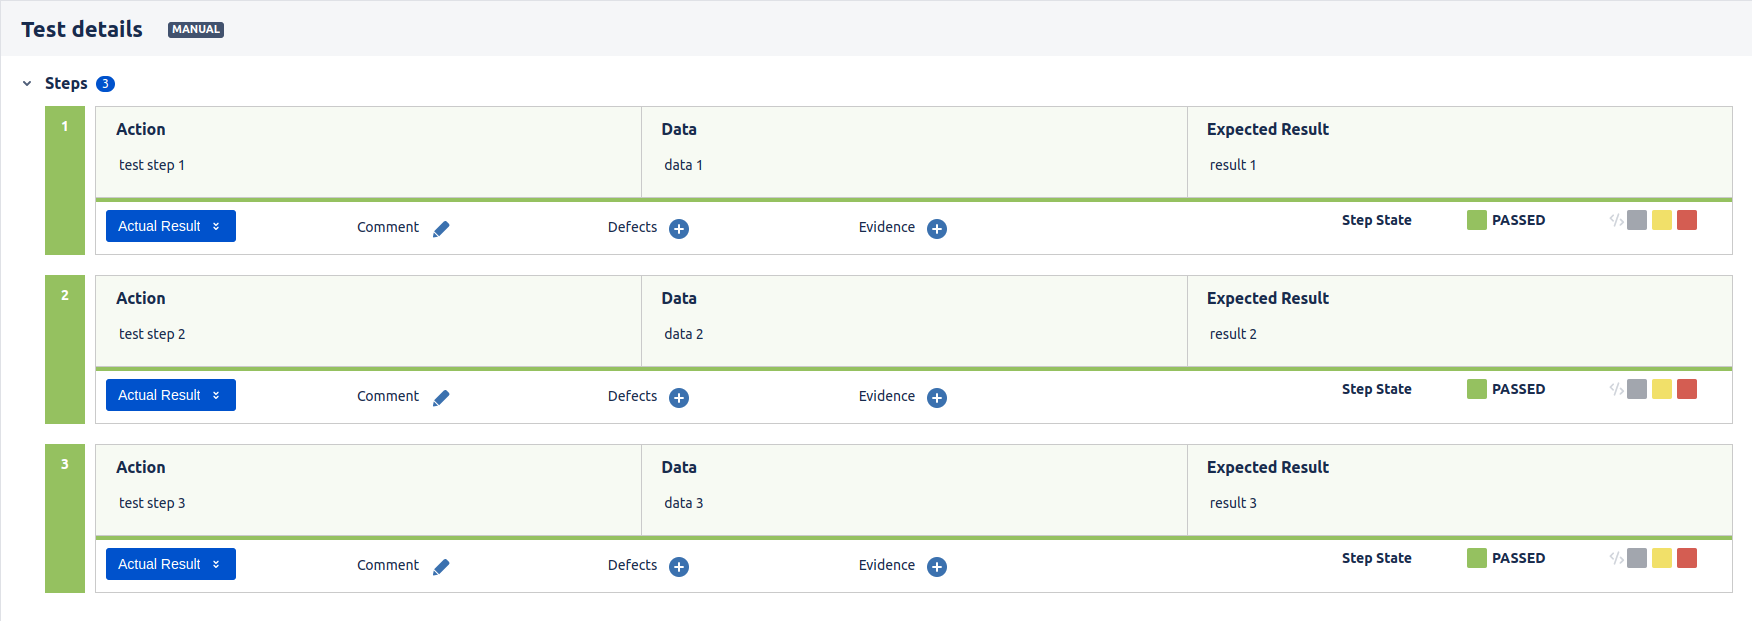 Test details MANUAL
Steps 3
1
Action Data Expected Result
test step 1 data 1 result 1
Actual Result Comment Defects Evidence Step State PASSED </>
2
Action Data Expected Result
test step 2 data 2 result 2
Actual Result Comment Defects Evidence Step State PASSED </>
3
Action Data Expected Result
test step 3 data 3 result 3
Actual Result Comment Defects Evidence Step State PASSED </>